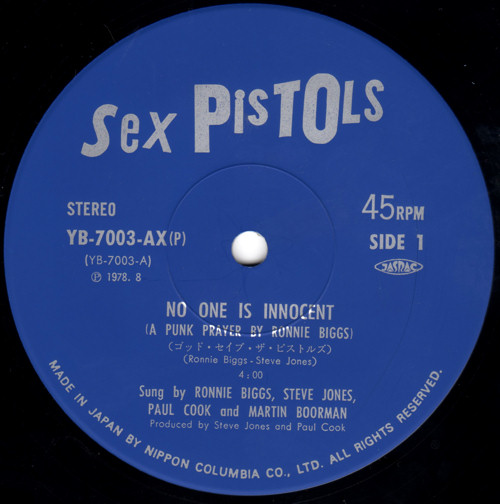 Sex PISTOLS
STEREO
45RPM
YB-7003-AX(P)
SIDE 1
(YB-7003-A)
JASRAC
Ⓟ 1978. 8
NO ONE IS INNOCENT
(A PUNK PRAYER BY RONNIE BIGGS)
(ゴッド・セイブ・ザ・ピストルズ)
(Ronnie Biggs-Steve Jones)
4:00
Sung by RONNIE BIGGS, STEVE JONES,
PAUL COOK and MARTIN BOORMAN
Produced by Steve Jones and Paul Cook
MADE IN JAPAN BY NIPPON COLUMBIA CO., LTD. ALL RIGHTS RESERVED.